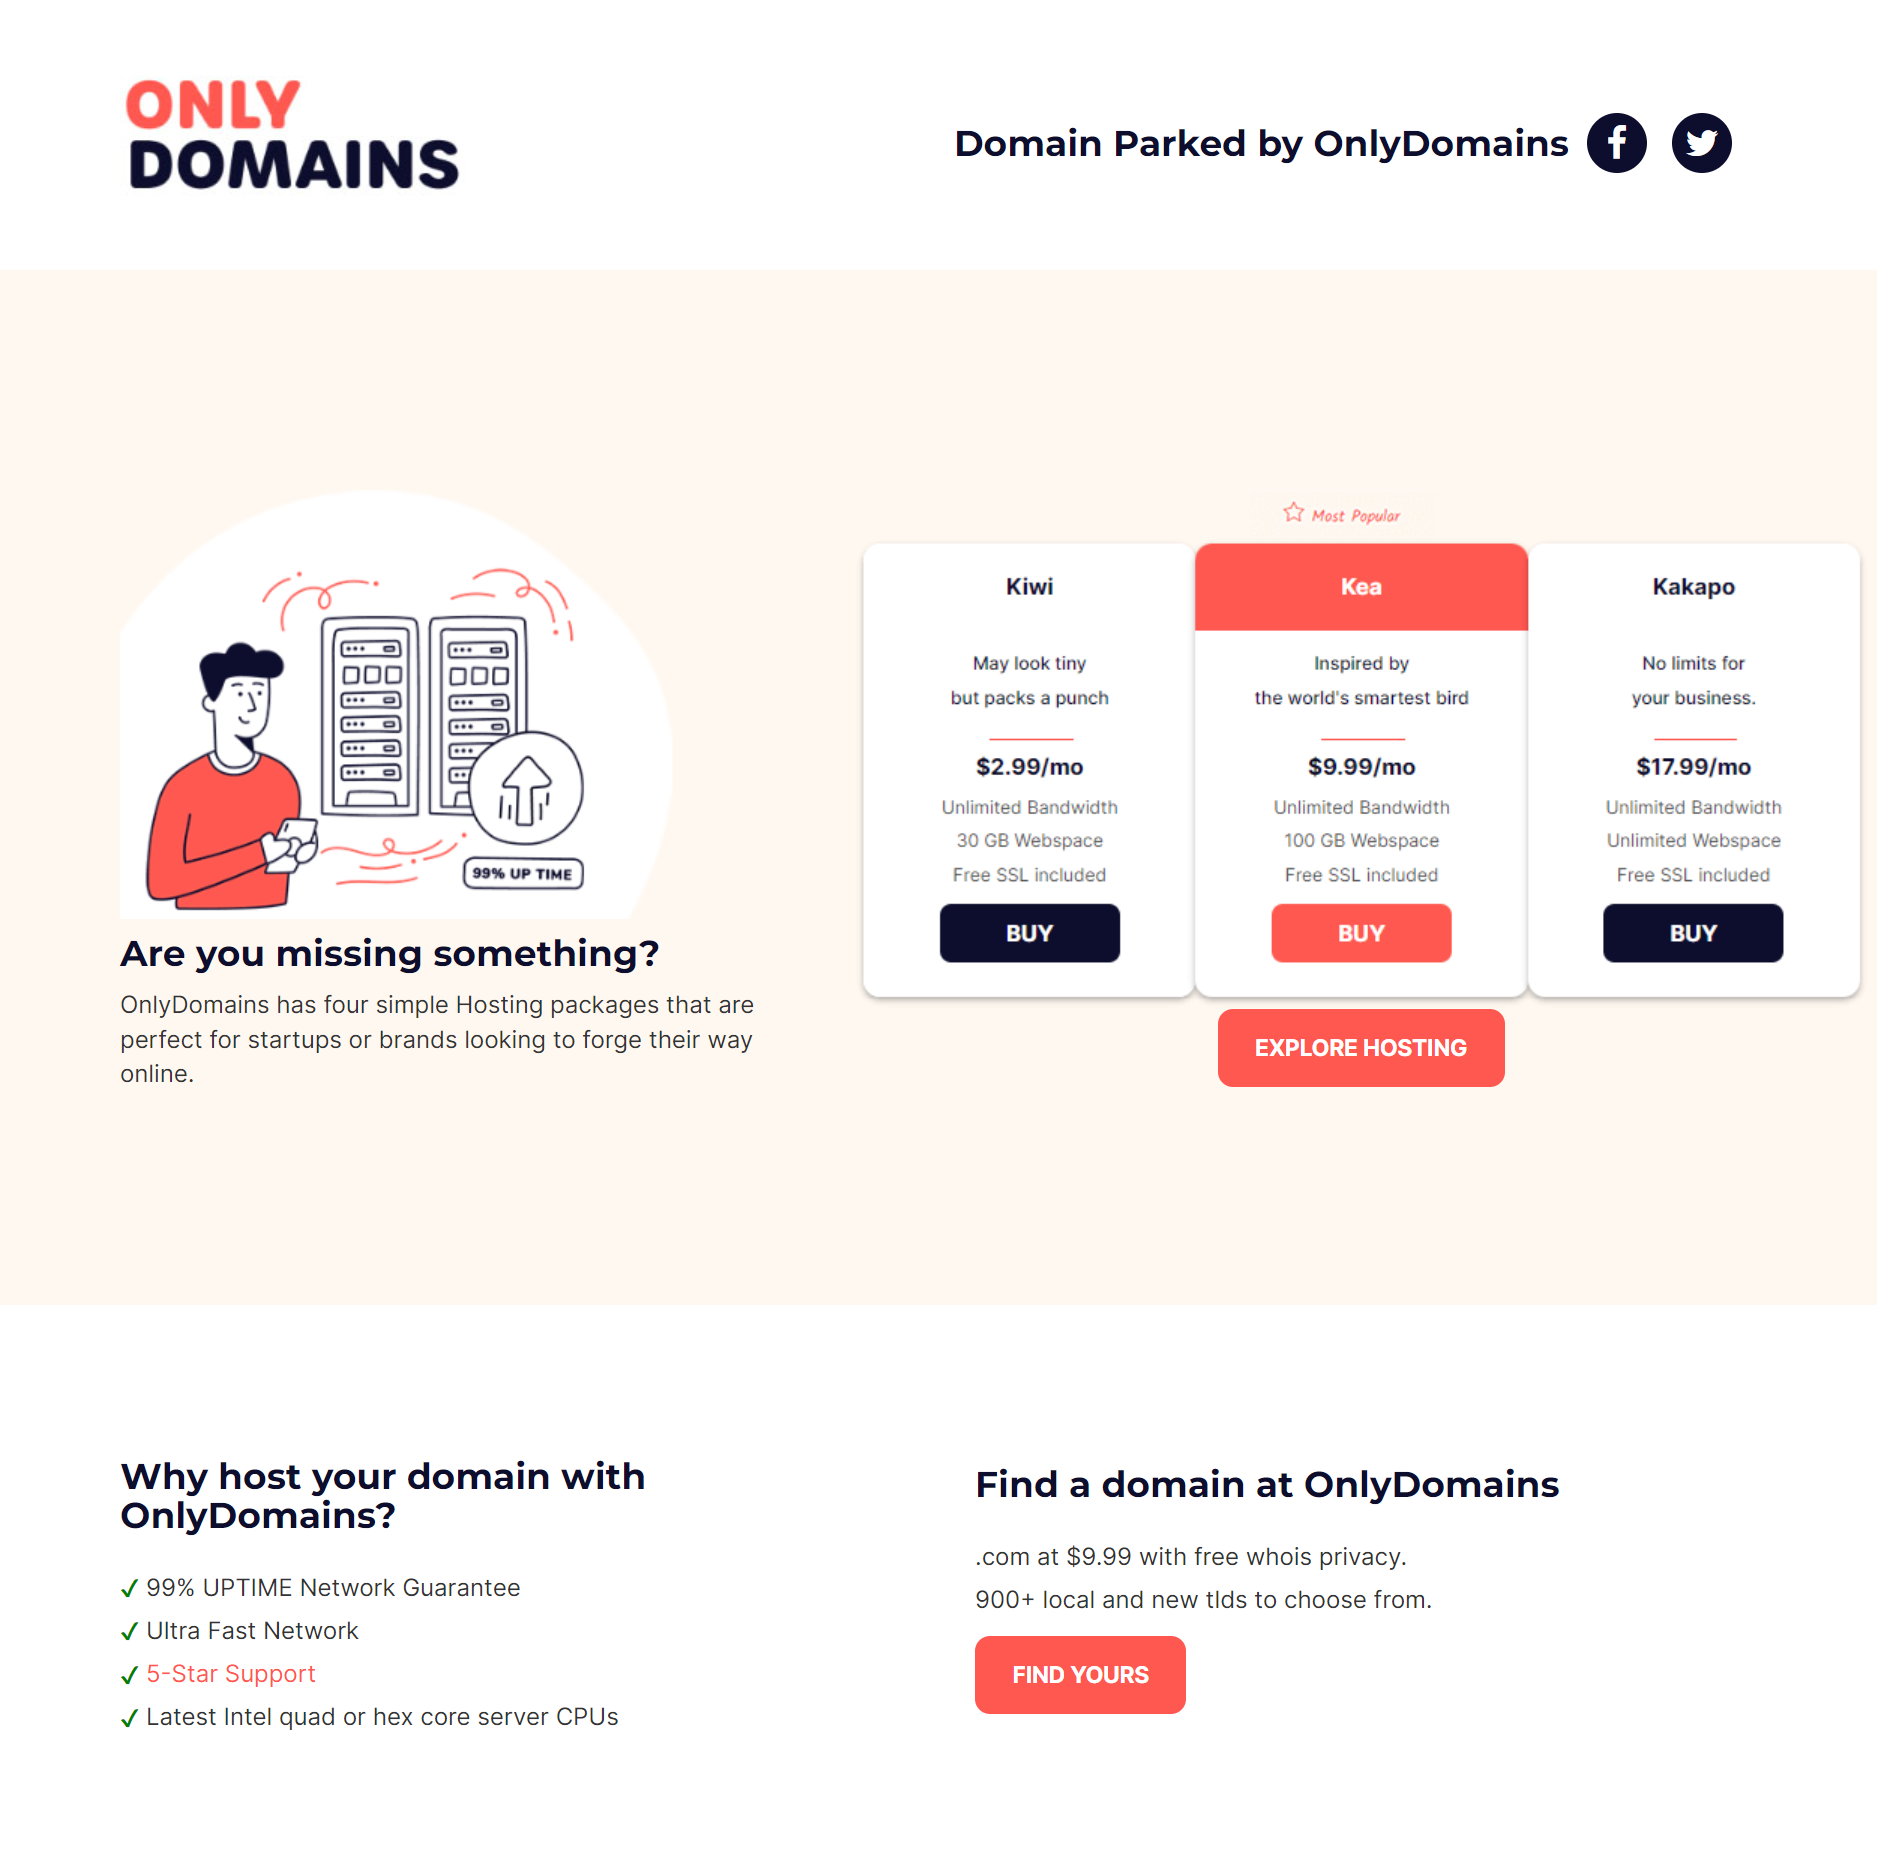 ONLY
DOMAINS
Domain Parked by OnlyDomains
99% UP TIME
Are you missing something?
OnlyDomains has four simple Hosting packages that are
perfect for startups or brands looking to forge their way
online.
Most Popular
Kiwi
May look tiny
but packs a punch
$2.99/mo
Unlimited Bandwidth
30 GB Webspace
Free SSL included
BUY
Kea
Inspired by
the world's smartest bird
$9.99/mo
Unlimited Bandwidth
100 GB Webspace
Free SSL included
BUY
Kakapo
No limits for
your business.
$17.99/mo
Unlimited Bandwidth
Unlimited Webspace
Free SSL included
BUY
EXPLORE HOSTING
Why host your domain with
OnlyDomains?
✓ 99% UPTIME Network Guarantee
✓ Ultra Fast Network
✓ 5-Star Support
✓ Latest Intel quad or hex core server CPUs
Find a domain at OnlyDomains
.com at $9.99 with free whois privacy.
900+ local and new tlds to choose from.
FIND YOURS